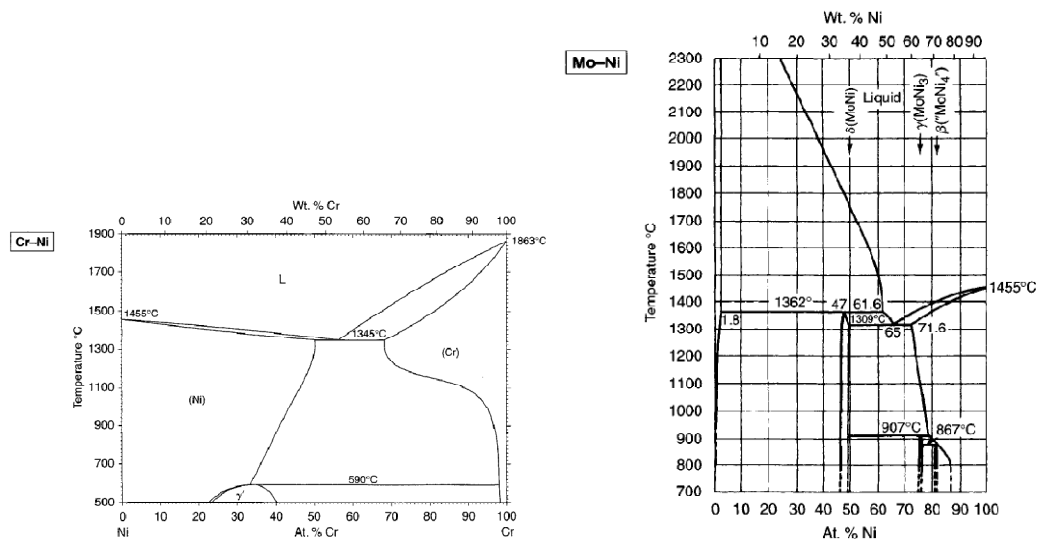 Cr–Ni
Wt. % Cr
0 10 20 30 40 50 60 70 80 90 100
1900
1700
1500
1300
1100
900
700
500
Temperature °C
1863°C
L
1455°C
1345°C
(Cr)
(Ni)
590°C
γ'
0 10 20 30 40 50 60 70 80 90 100
Ni At. % Cr Cr
Mo–Ni
Wt. % Ni
10 20 30 40 50 60 70 80 90
2300
2200
2100
2000
1900
1800
1700
1600
1500
1400
1300
1200
1100
1000
900
800
700
Temperature °C
δ(MoNi)
Liquid
γ(MoNi3)
β("MoNi4")
1455°C
1362° 47 61.6
1.8 1309°C 65 71.6
907°C 867°C
0 10 20 30 40 50 60 70 80 90 100
At. % Ni